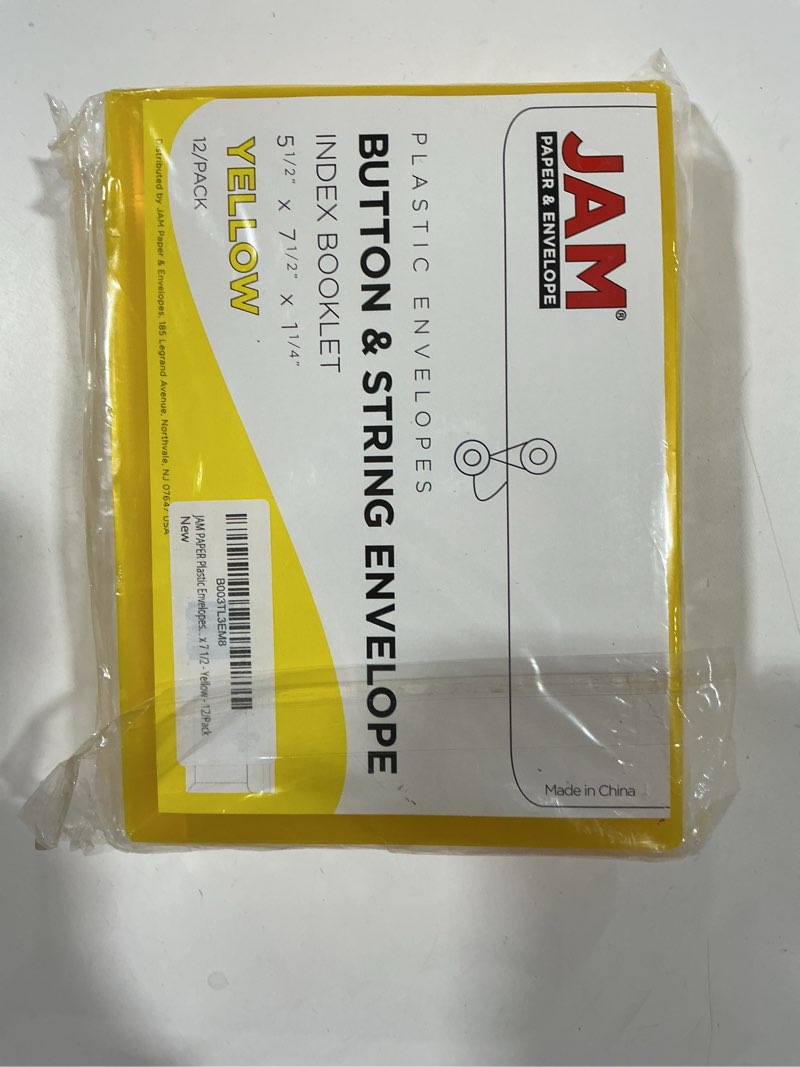 JAM®
PAPER & ENVELOPE
PLASTIC ENVELOPES
BUTTON & STRING ENVELOPE
INDEX BOOKLET
5 1/2" x 7 1/2" x 1 1/4"
YELLOW
12/PACK
Distributed by JAM Paper & Envelopes, 185 Legrand Avenue, Northvale, NJ 07647 USA
Made in China
B003TL3EM8
JAM PAPER Plastic Envelopes... x 7 1/2 - Yellow - 12/Pack
New